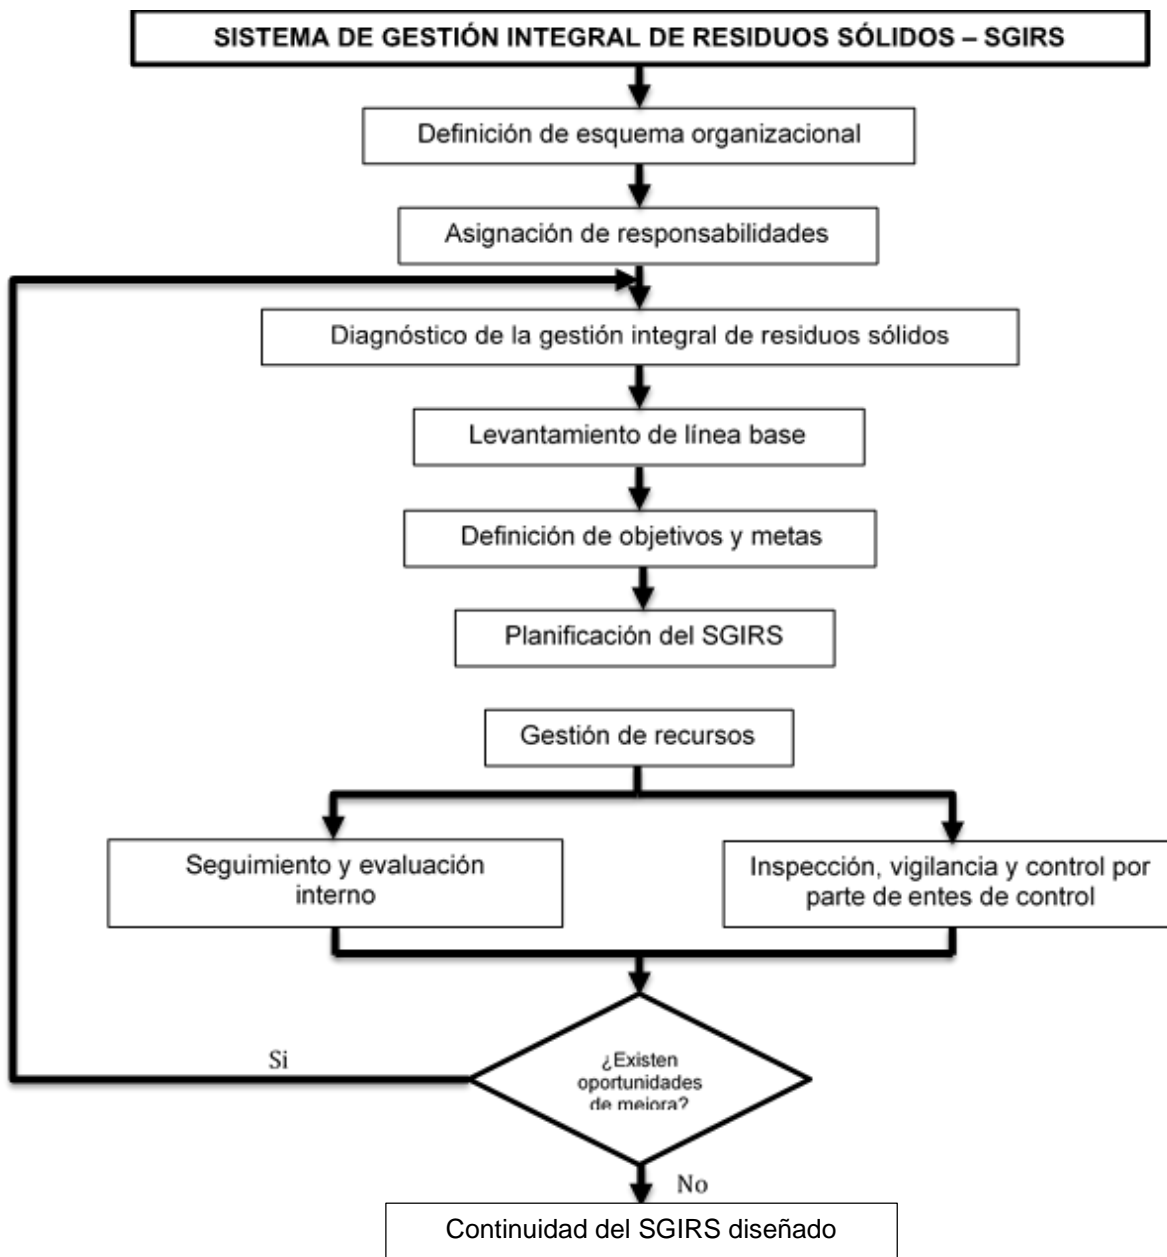 SISTEMA DE GESTIÓN INTEGRAL DE RESIDUOS SÓLIDOS – SGIRS
Definición de esquema organizacional
Asignación de responsabilidades
Diagnóstico de la gestión integral de residuos sólidos
Levantamiento de línea base
Definición de objetivos y metas
Planificación del SGIRS
Gestión de recursos
Seguimiento y evaluación
interno
Inspección, vigilancia y control por
parte de entes de control
¿Existen
oportunidades
de mejora?
Si
No
Continuidad del SGIRS diseñado